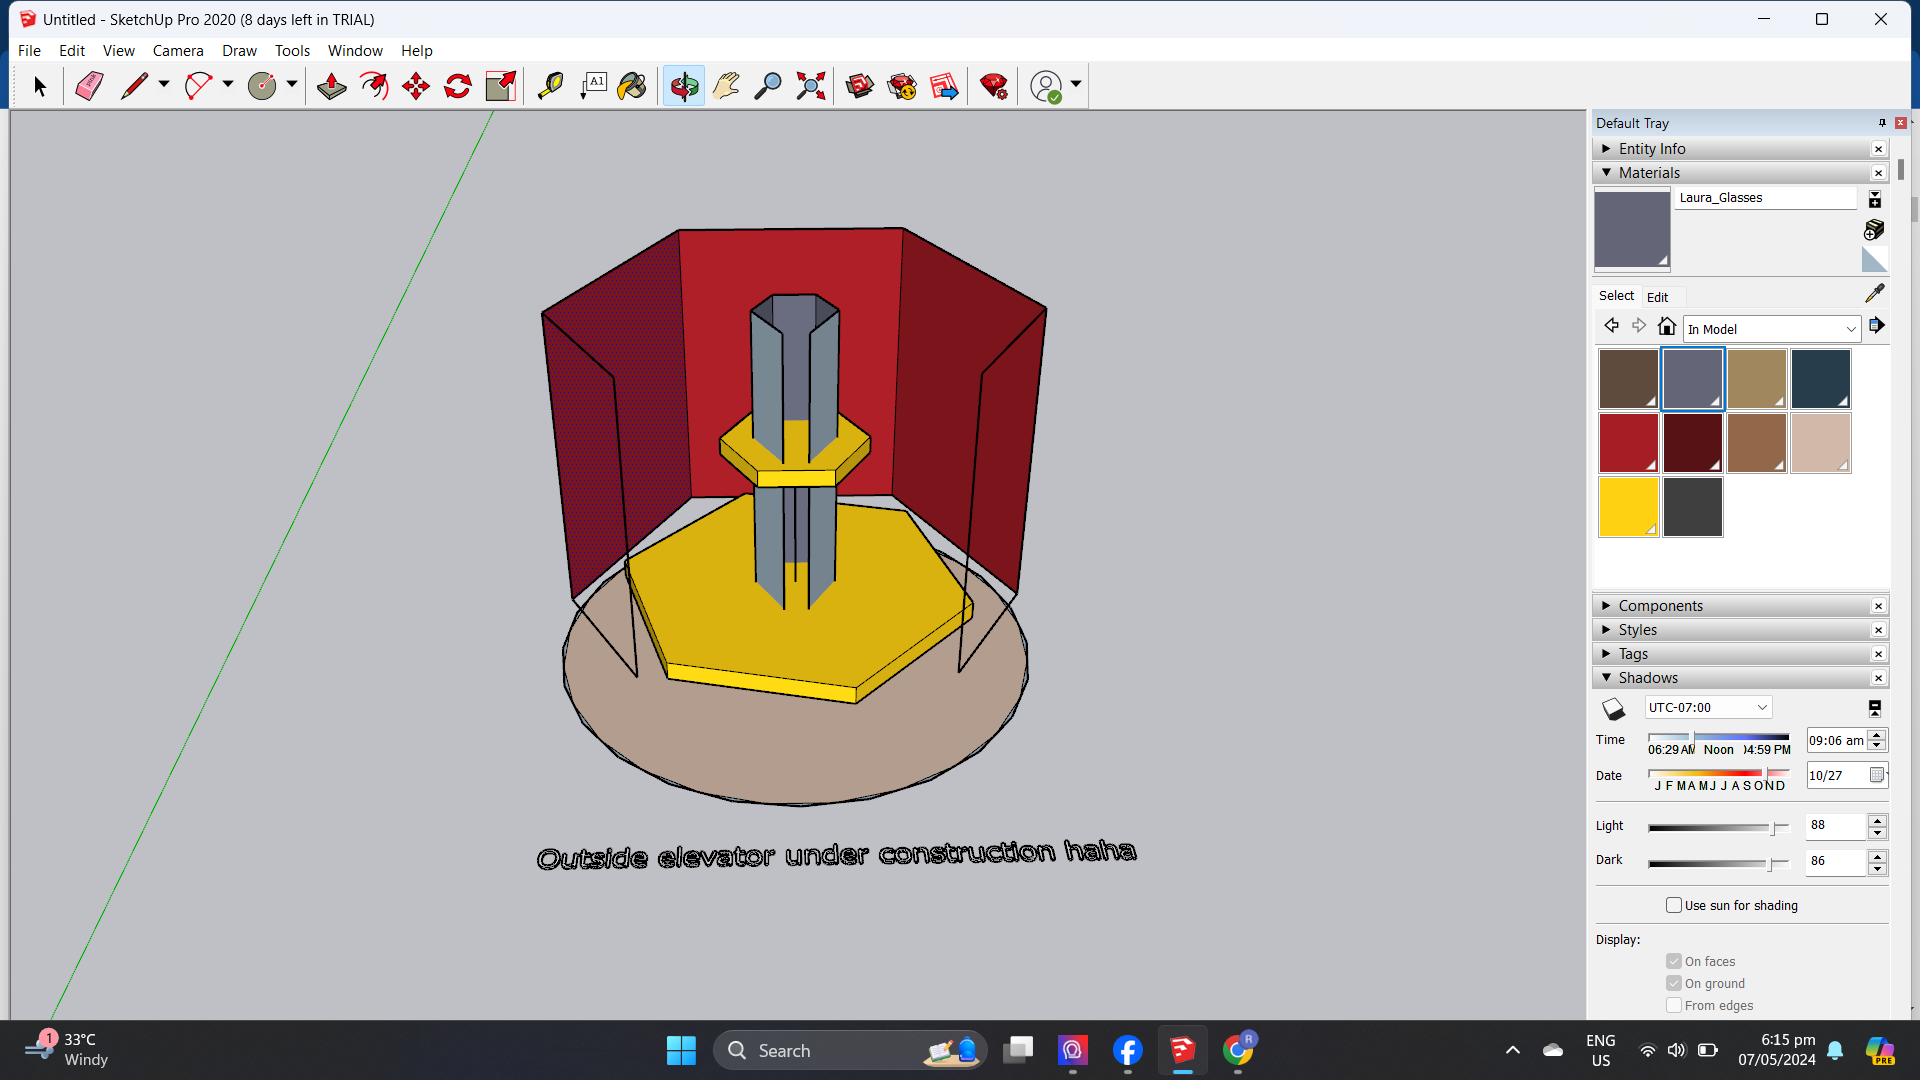 Untitled - SketchUp Pro 2020 (8 days left in TRIAL)
File Edit View Camera Draw Tools Window Help
A1
Default Tray
Entity Info
Materials
Laura_Glasses
Select Edit
In Model
Components
Styles
Tags
Shadows
UTC-07:00
Time 06:29 AM Noon 04:59 PM 09:06 am
Date J F M A M J J A S O N D 10/27
Light 88
Dark 86
Use sun for shading
Display:
On faces
On ground
From edges
Outside elevator under construction haha
1 33°C
Windy
Search
R
ENG
US
6:15 pm
07/05/2024
PRE